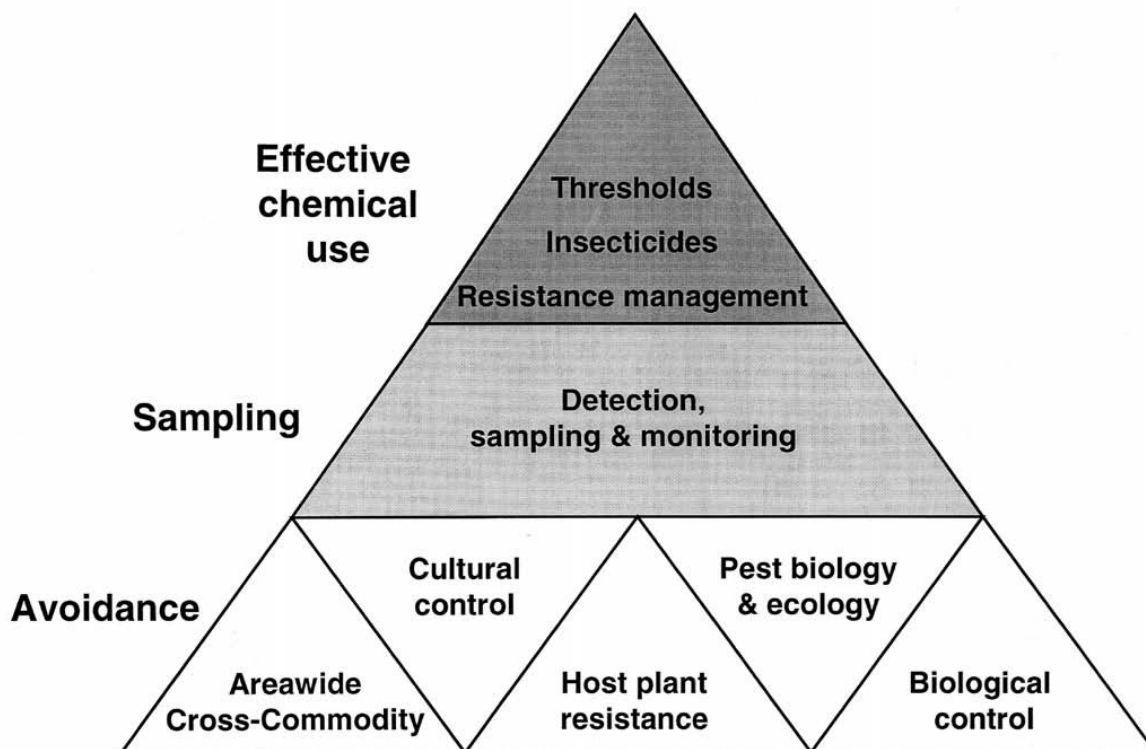 Effective
chemical
use
Thresholds
Insecticides
Resistance management
Sampling
Detection,
sampling & monitoring
Avoidance
Cultural
control
Pest biology
& ecology
Areawide
Cross-Commodity
Host plant
resistance
Biological
control